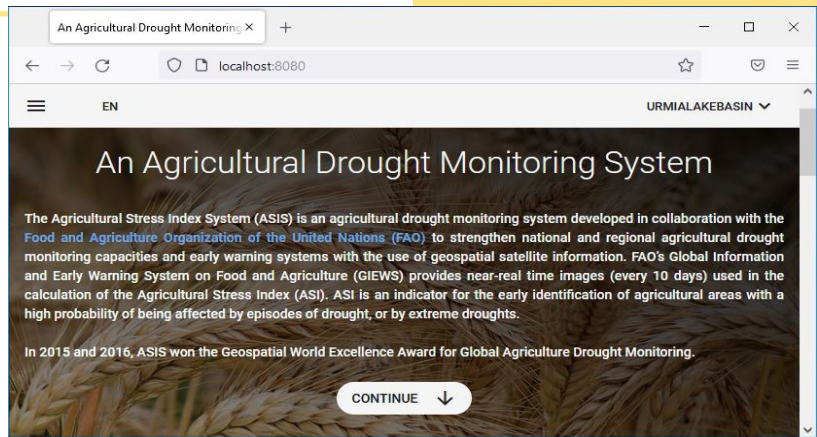 An Agricultural Drought Monitoring
localhost:8080
EN
URMIALAKEBASIN
An Agricultural Drought Monitoring System
The Agricultural Stress Index System (ASIS) is an agricultural drought monitoring system developed in collaboration with the
Food and Agriculture Organization of the United Nations (FAO) to strengthen national and regional agricultural drought
monitoring capacities and early warning systems with the use of geospatial satellite information. FAO's Global Information
and Early Warning System on Food and Agriculture (GIEWS) provides near-real time images (every 10 days) used in the
calculation of the Agricultural Stress Index (ASI). ASI is an indicator for the early identification of agricultural areas with a
high probability of being affected by episodes of drought, or by extreme droughts.
In 2015 and 2016, ASIS won the Geospatial World Excellence Award for Global Agriculture Drought Monitoring.
CONTINUE